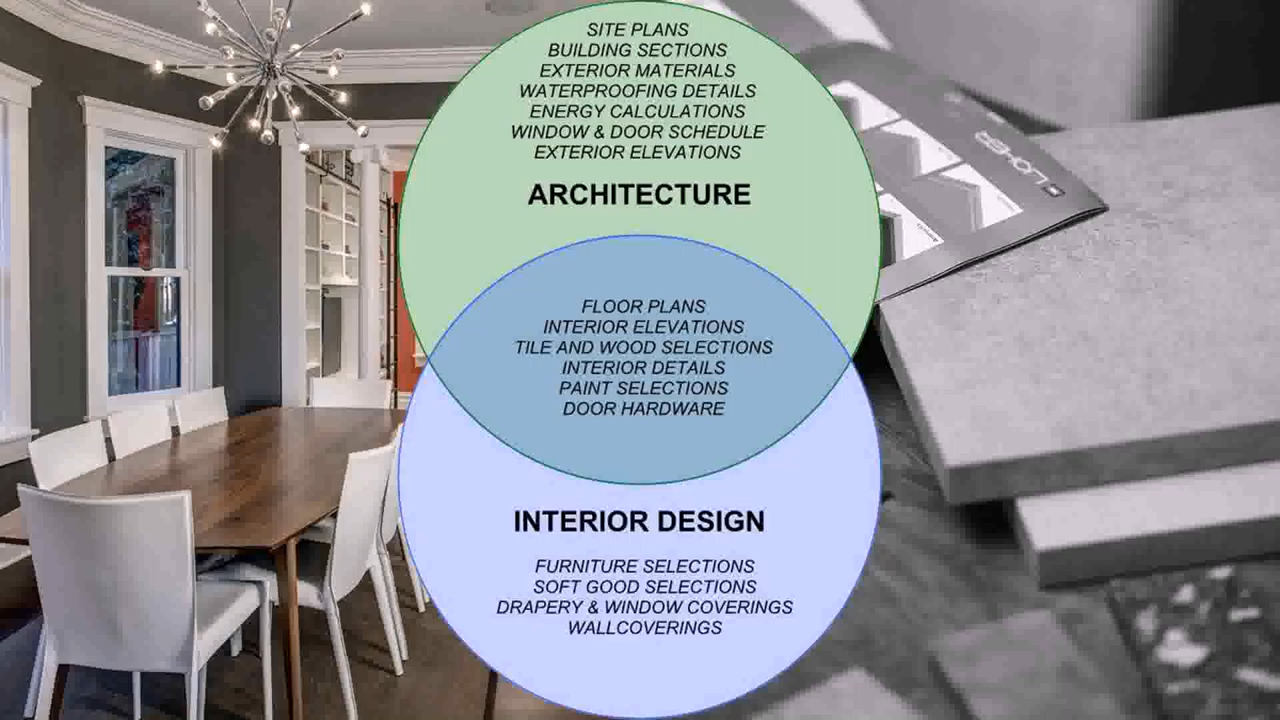 SITE PLANS
BUILDING SECTIONS
EXTERIOR MATERIALS
WATERPROOFING DETAILS
ENERGY CALCULATIONS
WINDOW & DOOR SCHEDULE
EXTERIOR ELEVATIONS
ARCHITECTURE
FLOOR PLANS
INTERIOR ELEVATIONS
TILE AND WOOD SELECTIONS
INTERIOR DETAILS
PAINT SELECTIONS
DOOR HARDWARE
INTERIOR DESIGN
FURNITURE SELECTIONS
SOFT GOOD SELECTIONS
DRAPERY & WINDOW COVERINGS
WALLCOVERINGS